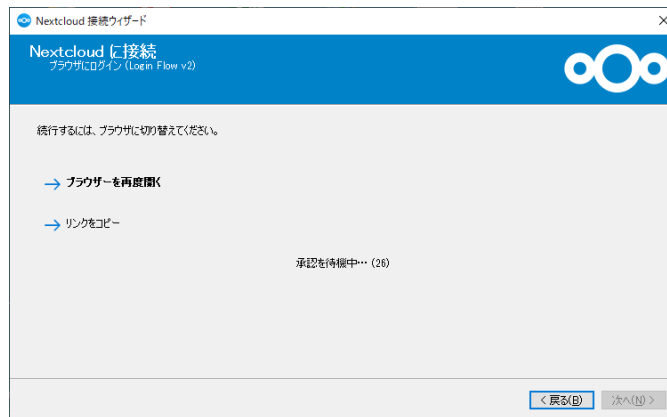 Nextcloud 接続ウィザード
Nextcloud に接続
ブラウザにログイン (Login Flow v2)
続行するには、ブラウザに切り替えてください。
→ ブラウザーを再度開く
→ リンクをコピー
承認を待機中… (26)
< 戻る(B) 次へ(N) >